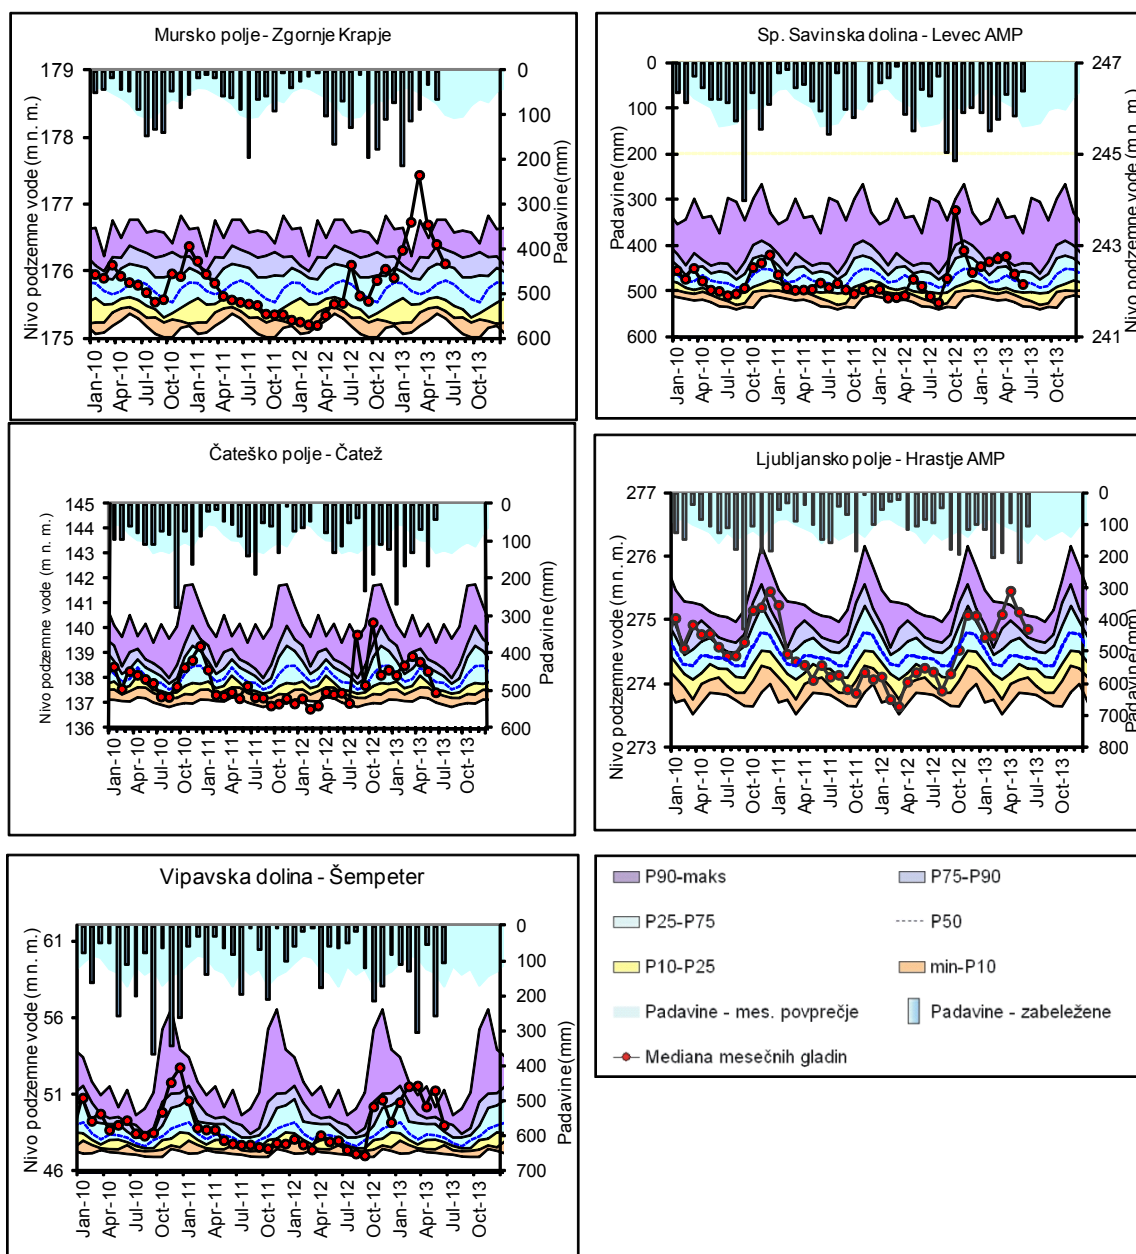 Mursko polje - Zgornje Krapje
179
178
177
176
175
Nivo podzemne vode (m n. m.)
0
100
200
300
400
500
600
Padavine (mm)
Jan-10
Apr-10
Jul-10
Oct-10
Jan-11
Apr-11
Jul-11
Oct-11
Jan-12
Apr-12
Jul-12
Oct-12
Jan-13
Apr-13
Jul-13
Oct-13
Sp. Savinska dolina - Levec AMP
0
100
200
300
400
500
600
Padavine (mm)
247
245
243
241
Nivo podzemne vode (m n. m.)
Jan-10
Apr-10
Jul-10
Oct-10
Jan-11
Apr-11
Jul-11
Oct-11
Jan-12
Apr-12
Jul-12
Oct-12
Jan-13
Apr-13
Jul-13
Oct-13
Čateško polje - Čatež
145
144
143
142
141
140
139
138
137
136
Nivo podzemne vode (m n. m.)
0
100
200
300
400
500
600
Padavine (mm)
Jan-10
Apr-10
Jul-10
Oct-10
Jan-11
Apr-11
Jul-11
Oct-11
Jan-12
Apr-12
Jul-12
Oct-12
Jan-13
Apr-13
Jul-13
Oct-13
Ljubljansko polje - Hrastje AMP
277
276
275
274
273
Nivo podzemne vode (m n. m.)
0
100
200
300
400
500
600
700
800
Padavine (mm)
Jan-10
Apr-10
Jul-10
Oct-10
Jan-11
Apr-11
Jul-11
Oct-11
Jan-12
Apr-12
Jul-12
Oct-12
Jan-13
Apr-13
Jul-13
Oct-13
Vipavska dolina - Šempeter
61
56
51
46
Nivo podzemne vode (m n. m.)
0
100
200
300
400
500
600
700
Padavine (mm)
Jan-10
Apr-10
Jul-10
Oct-10
Jan-11
Apr-11
Jul-11
Oct-11
Jan-12
Apr-12
Jul-12
Oct-12
Jan-13
Apr-13
Jul-13
Oct-13
P90-maks
P75-P90
P25-P75
P50
P10-P25
min-P10
Padavine - mes. povprečje
Padavine - zabeležene
Mediana mesečnih gladin